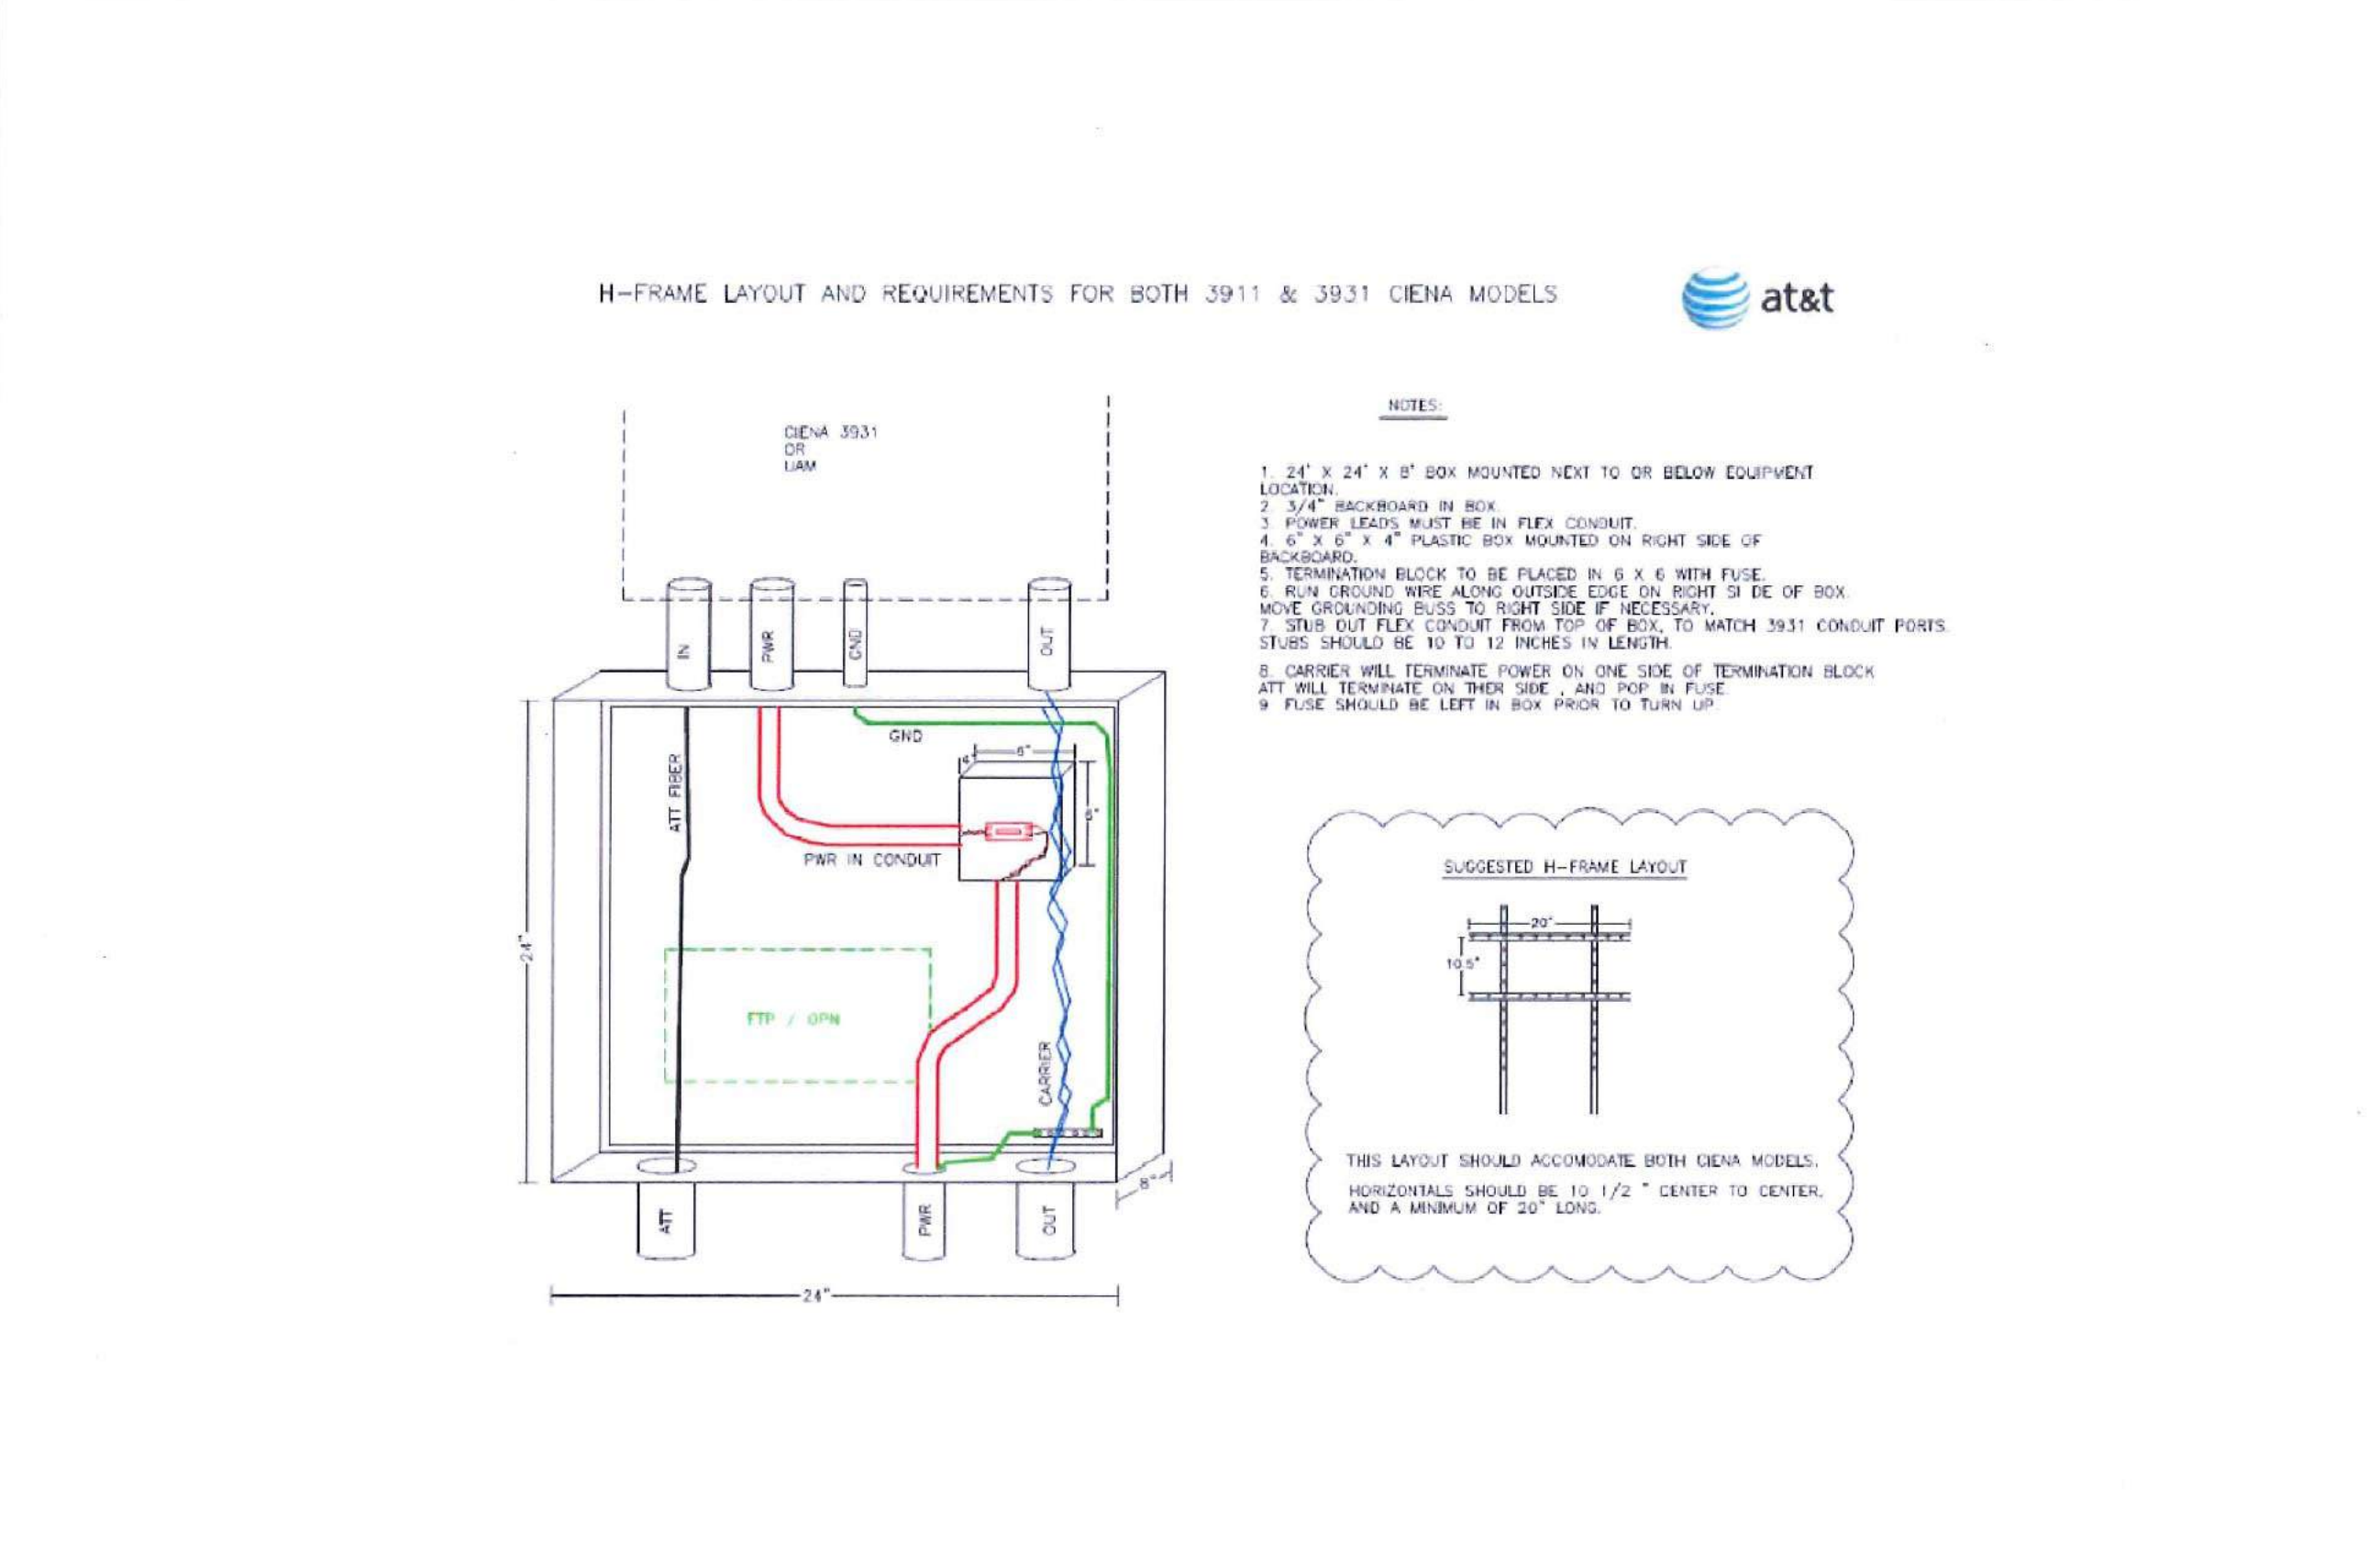 H-FRAME LAYOUT AND REQUIREMENTS FOR BOTH 3911 & 3931 CIENA MODELS
at&t
CIENA 3931
OR
UAM
IN
PWR
GND
OUT
NOTES:
1. 24" X 24" X 8" BOX MOUNTED NEXT TO OR BELOW EQUIPMENT
LOCATION.
2. 3/4" BACKBOARD IN BOX.
3. POWER LEADS MUST BE IN FLEX CONDUIT.
4. 6" X 6" X 4" PLASTIC BOX MOUNTED ON RIGHT SIDE OF
BACKBOARD.
5. TERMINATION BLOCK TO BE PLACED IN 6 X 6 WITH FUSE.
6. RUN GROUND WIRE ALONG OUTSIDE EDGE ON RIGHT SI DE OF BOX.
MOVE GROUNDING BUSS TO RIGHT SIDE IF NECESSARY.
7. STUB OUT FLEX CONDUIT FROM TOP OF BOX, TO MATCH 3931 CONDUIT PORTS.
STUBS SHOULD BE 10 TO 12 INCHES IN LENGTH.
8. CARRIER WILL TERMINATE POWER ON ONE SIDE OF TERMINATION BLOCK
ATT WILL TERMINATE ON THER SIDE , AND POP IN FUSE
9 FUSE SHOULD BE LEFT IN BOX PRIOR TO TURN UP
GND
4"
6"
6"
ATT FIBER
PWR IN CONDUIT
24"
FTP / OPN
CARRIER
8"
ATT
PWR
OUT
24"
SUGGESTED H-FRAME LAYOUT
20"
10.5"
THIS LAYOUT SHOULD ACCOMODATE BOTH CIENA MODELS.
HORIZONTALS SHOULD BE 10 1/2 " CENTER TO CENTER,
AND A MINIMUM OF 20" LONG.